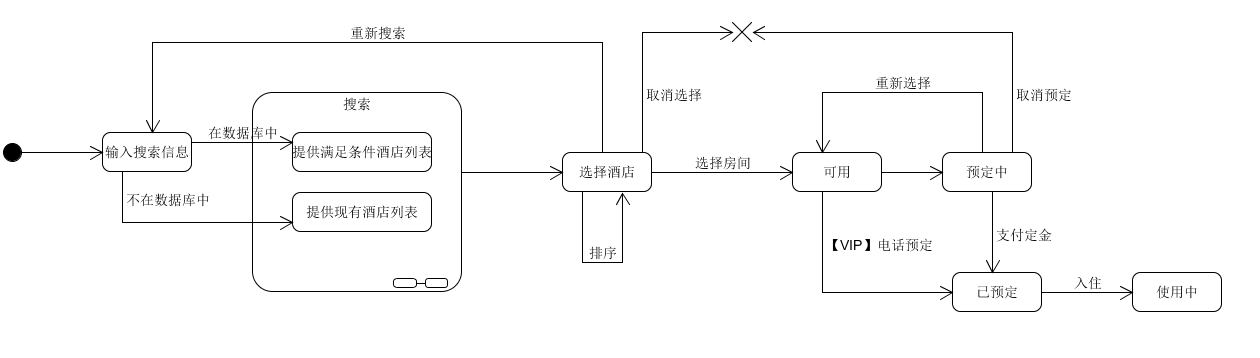 重新搜索
取消选择
取消预定
重新选择
搜索
输入搜索信息
在数据库中
提供满足条件酒店列表
不在数据库中
提供现有酒店列表
选择酒店
选择房间
可用
预定中
排序
【VIP】电话预定
支付定金
已预定
入住
使用中